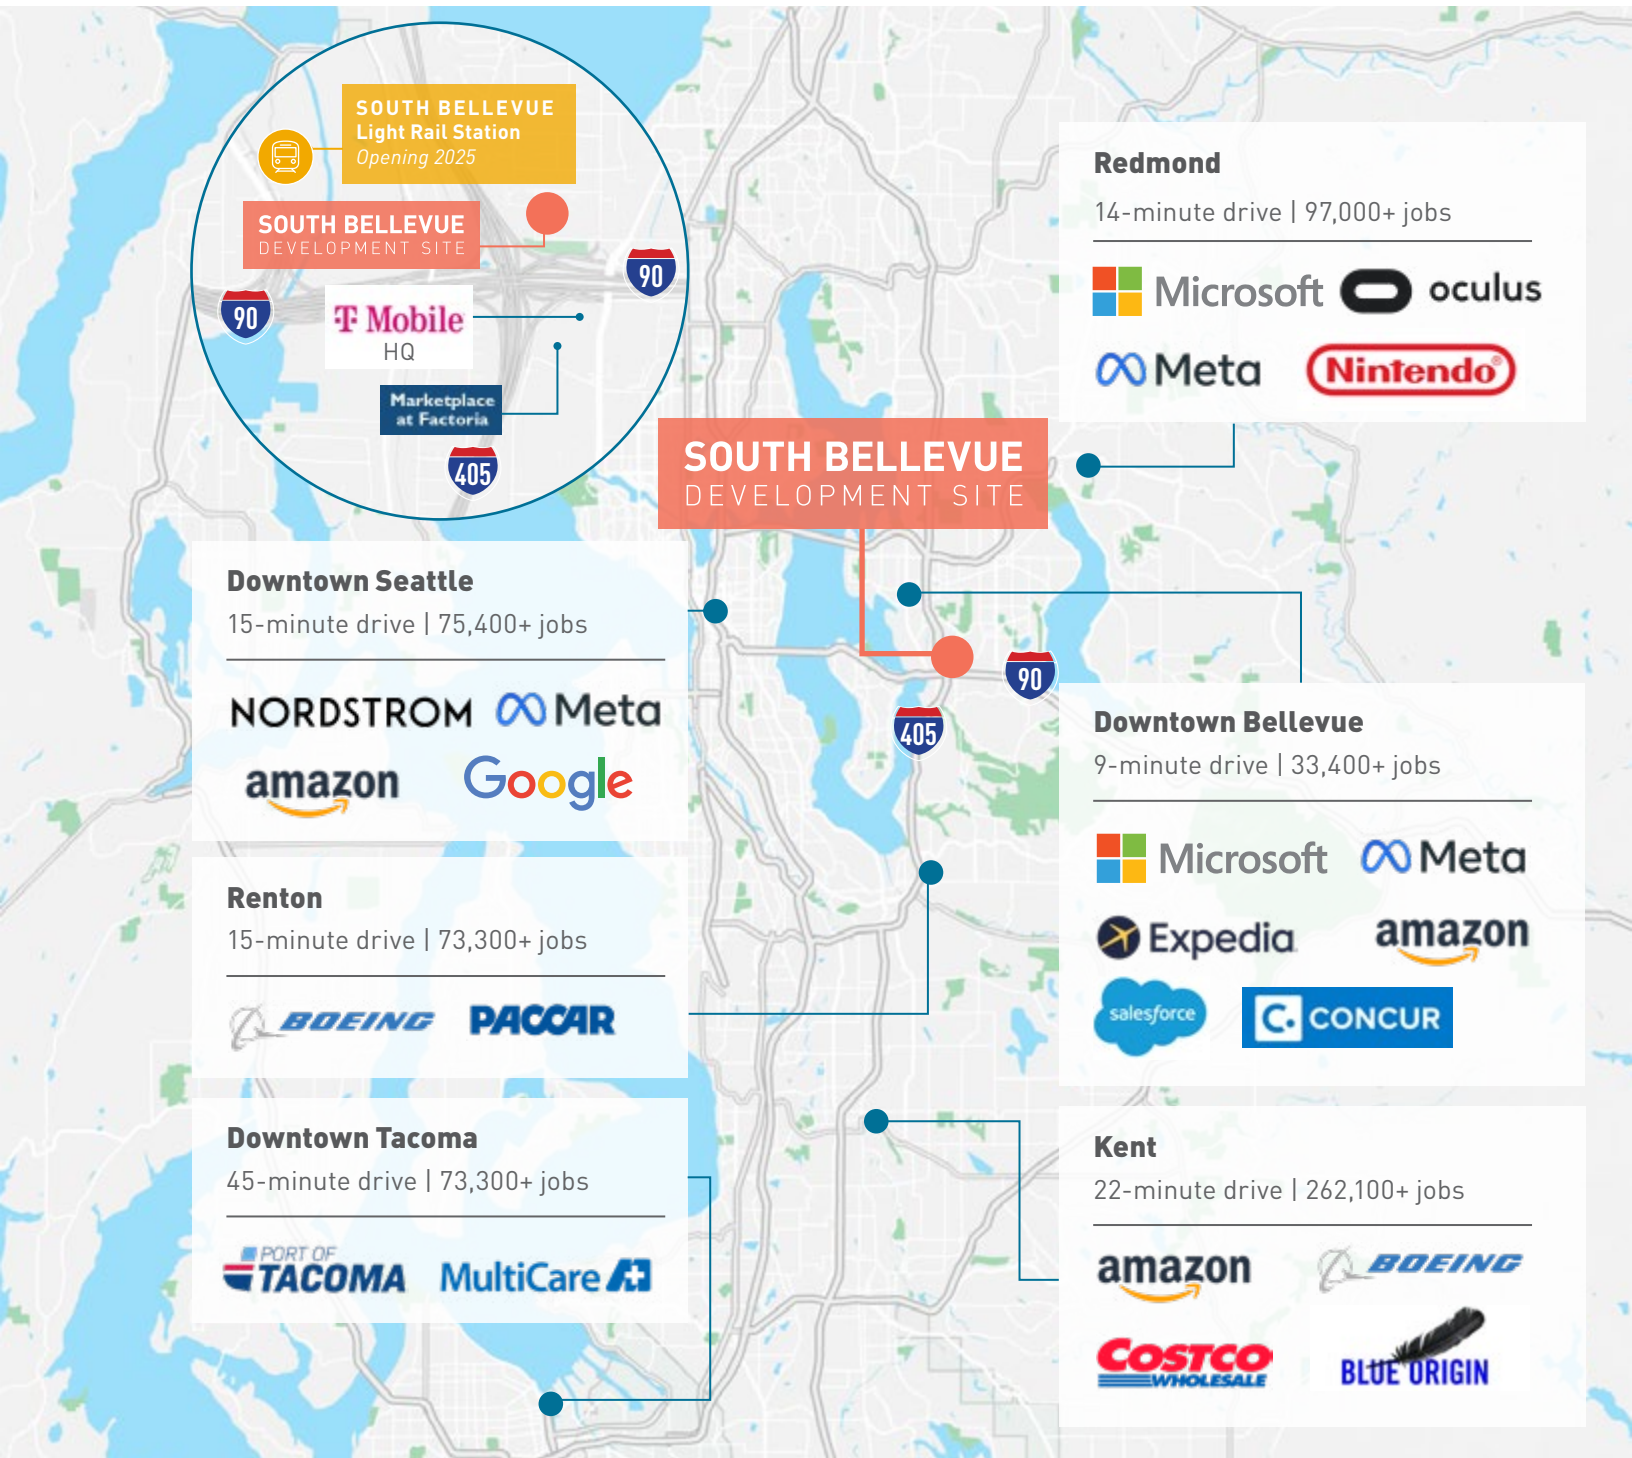 SOUTH BELLEVUE
Light Rail Station
Opening 2025
SOUTH BELLEVUE
DEVELOPMENT SITE
90
90
T Mobile
HQ
Marketplace
at Factoria
405
Redmond
14-minute drive | 97,000+ jobs
Microsoft oculus
Meta Nintendo®
SOUTH BELLEVUE
DEVELOPMENT SITE
90
405
Downtown Seattle
15-minute drive | 75,400+ jobs
NORDSTROM Meta
amazon Google
Downtown Bellevue
9-minute drive | 33,400+ jobs
Microsoft Meta
Expedia amazon
salesforce C. CONCUR
Renton
15-minute drive | 73,300+ jobs
BOEING PACCAR
Downtown Tacoma
45-minute drive | 73,300+ jobs
PORT OF
TACOMA MultiCare
Kent
22-minute drive | 262,100+ jobs
amazon BOEING
COSTCO
WHOLESALE
BLUE ORIGIN